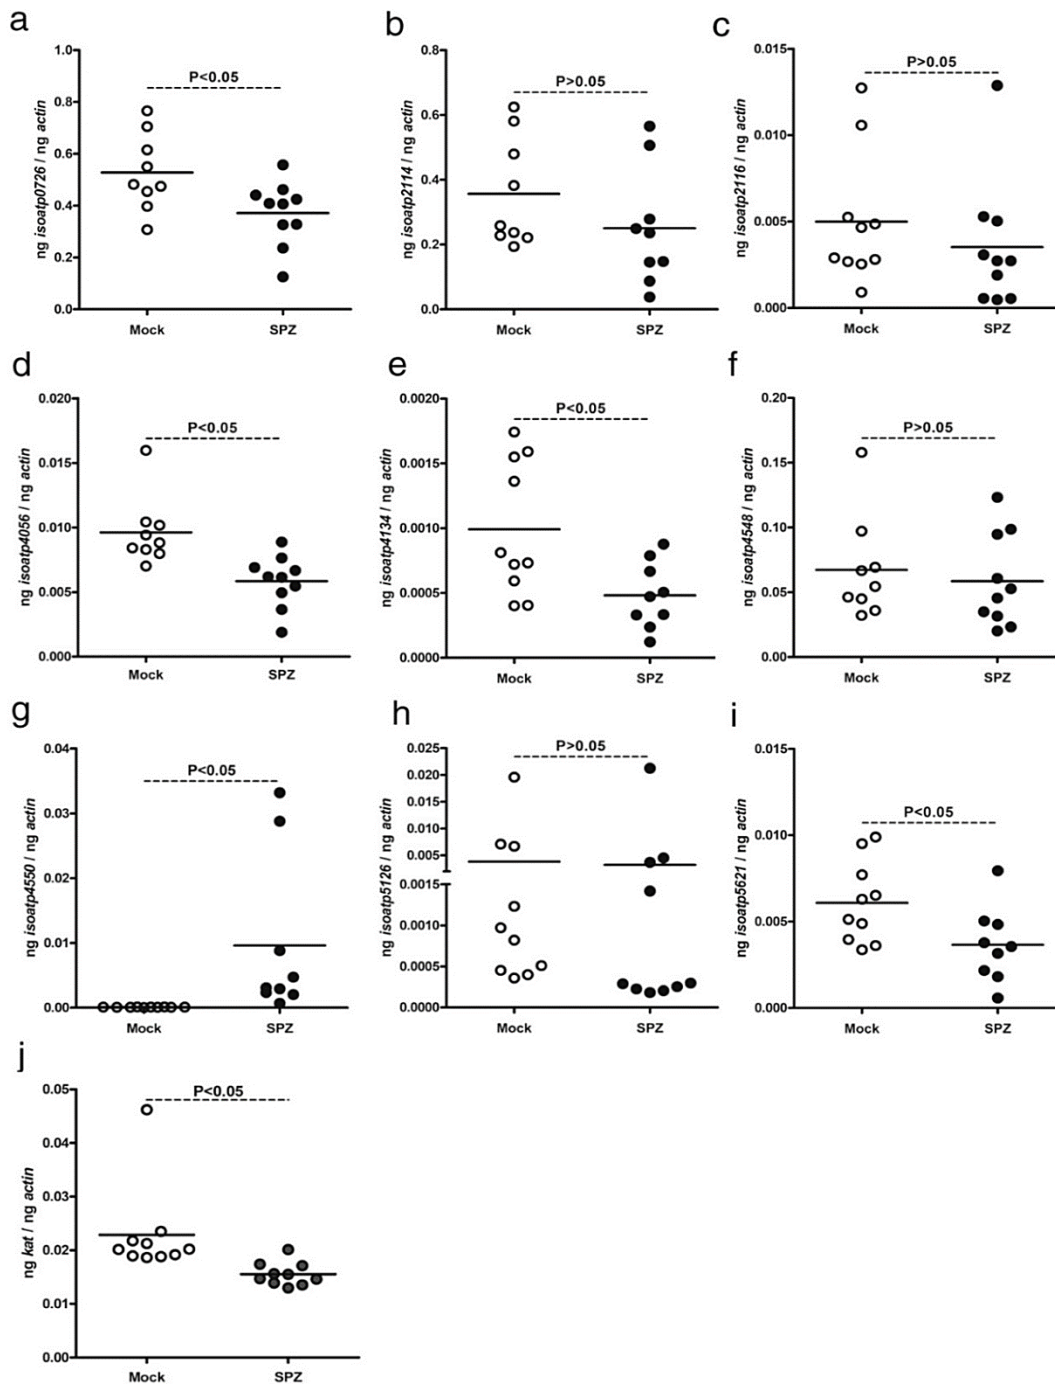 a
1.0
0.8
0.6
0.4
0.2
0.0
ng isoatp0726 / ng actin
P<0.05
Mock
SPZ
b
0.8
0.6
0.4
0.2
0.0
ng isoatp2114 / ng actin
P>0.05
Mock
SPZ
c
0.015
0.010
0.005
0.000
ng isoatp2116 / ng actin
P>0.05
Mock
SPZ
d
0.020
0.015
0.010
0.005
0.000
ng isoatp4056 / ng actin
P<0.05
Mock
SPZ
e
0.0020
0.0015
0.0010
0.0005
0.0000
ng isoatp4134 / ng actin
P<0.05
Mock
SPZ
f
0.20
0.15
0.10
0.05
0.00
ng isoatp4548 / ng actin
P>0.05
Mock
SPZ
g
0.04
0.03
0.02
0.01
0.00
ng isoatp4550 / ng actin
P<0.05
Mock
SPZ
h
0.025
0.020
0.015
0.010
0.005
0.0015
0.0010
0.0005
0.0000
ng isoatp5126 / ng actin
P>0.05
Mock
SPZ
i
0.015
0.010
0.005
0.000
ng isoatp5621 / ng actin
P<0.05
Mock
SPZ
j
0.05
0.04
0.03
0.02
0.01
0.00
ng kat / ng actin
P<0.05
Mock
SPZ